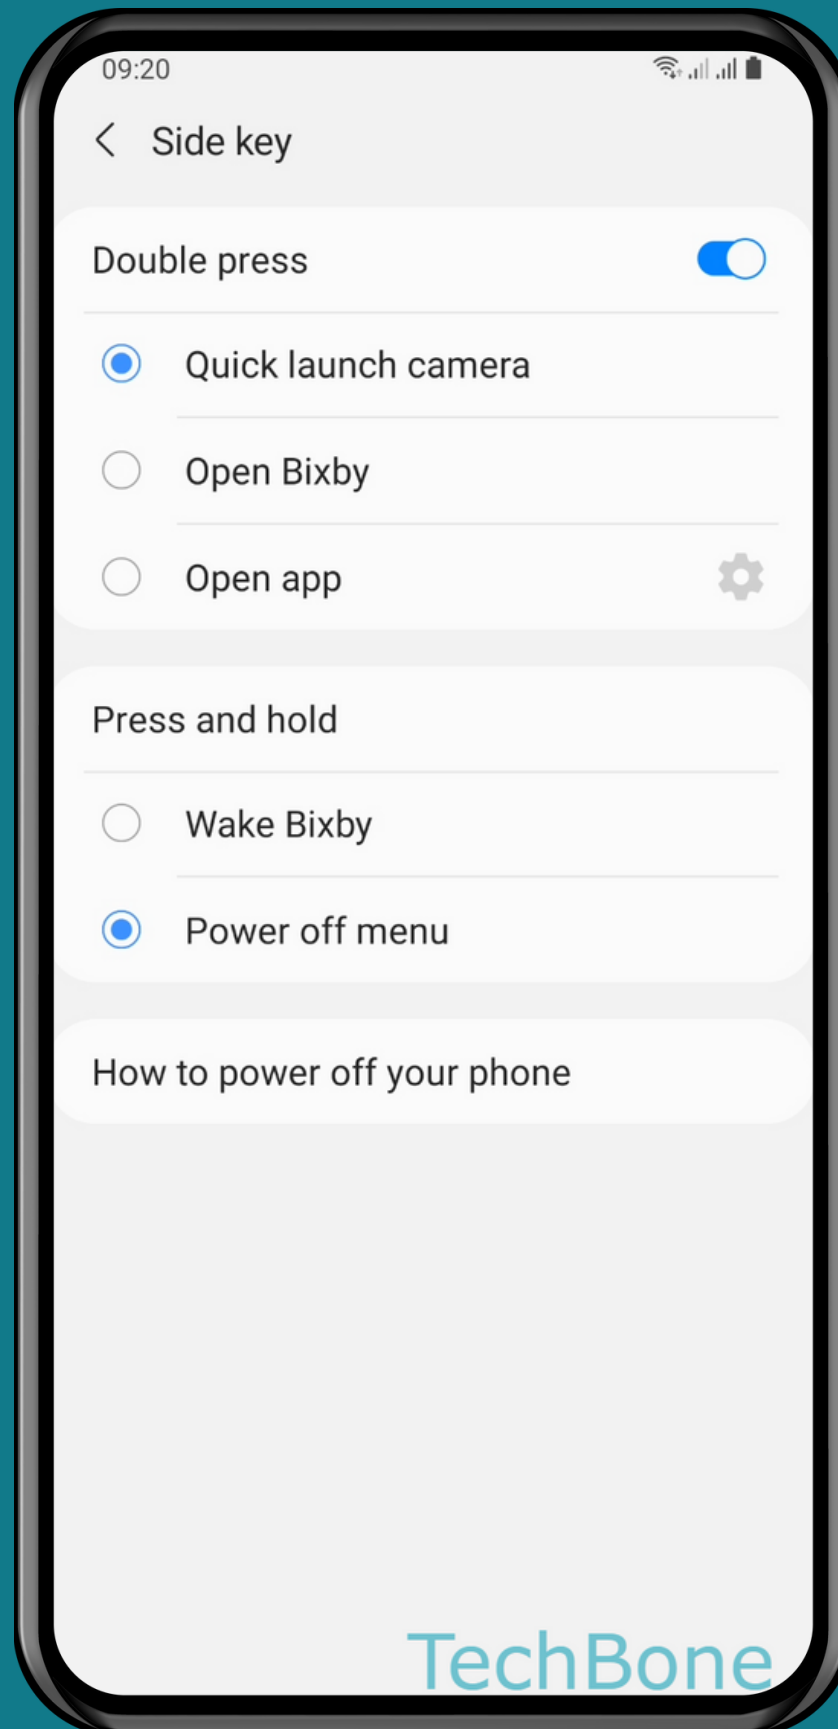 09:20
Side key
Double press
Quick launch camera
Open Bixby
Open app
Press and hold
Wake Bixby
Power off menu
How to power off your phone
TechBone